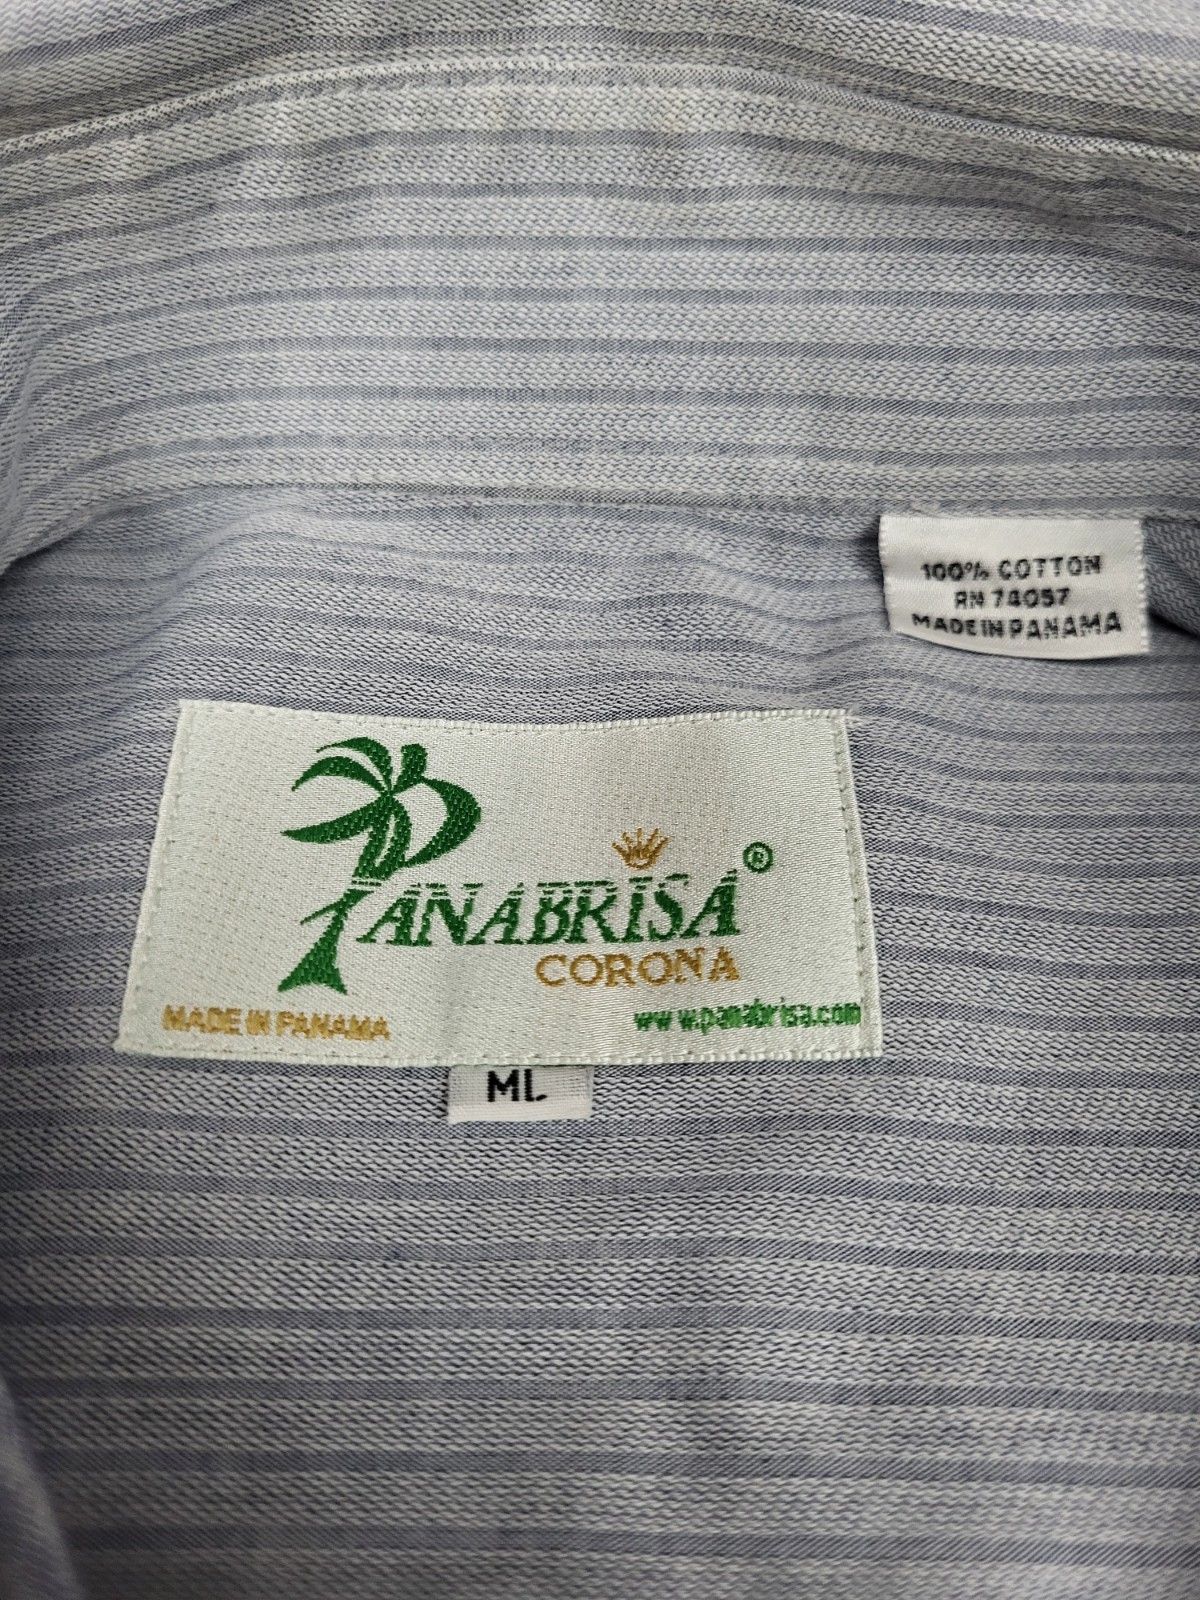 100% COTTON
RN 74057
MADE IN PANAMA
PANABRISA®
CORONA
MADE IN PANAMA
www.panabrisa.com
ML